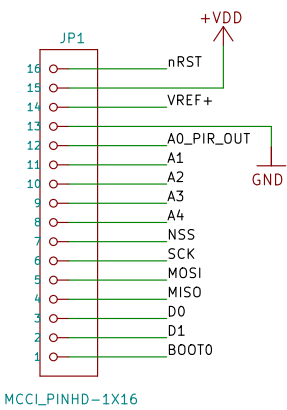 +VDD
JP1
16 nRST
15
14 VREF+
13
12 A0_PIR_OUT
11 A1
10 A2
GND
9 A3
8 A4
7 NSS
6 SCK
5 MOSI
4 MISO
3 D0
2 D1
1 BOOT0
MCCI_PINHD-1X16